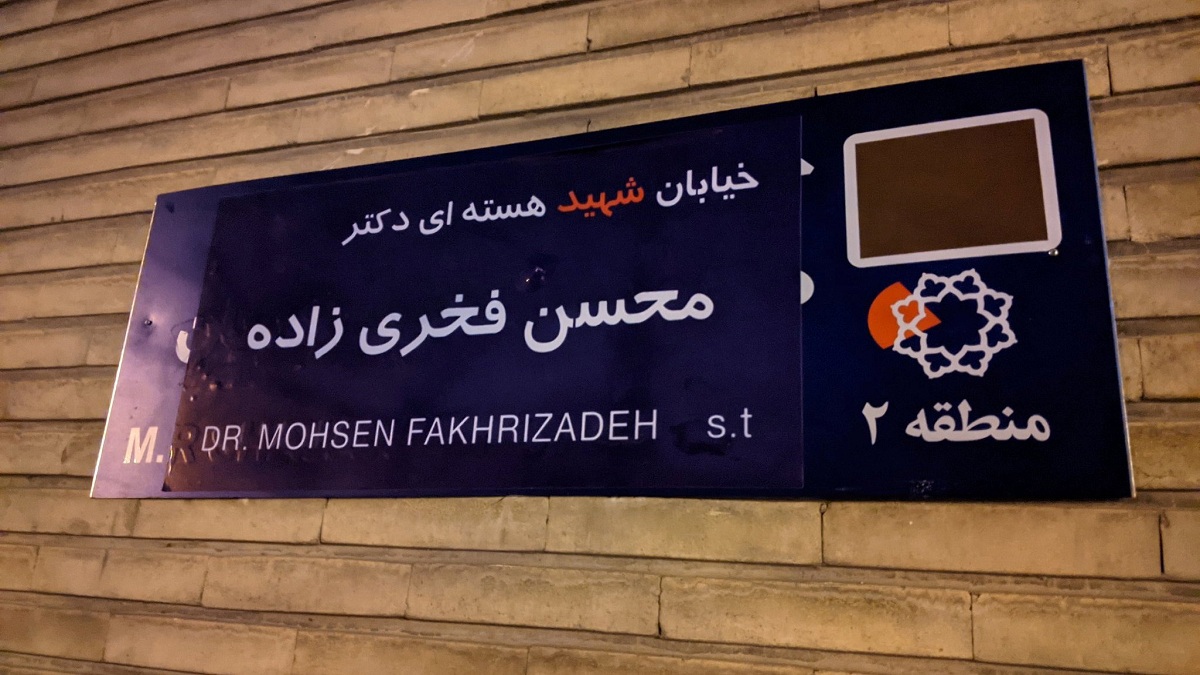 خیابان شهید هسته ای دکتر
محسن فخری زاده
DR. MOHSEN FAKHRIZADEH s.t
M.
منطقه ۲